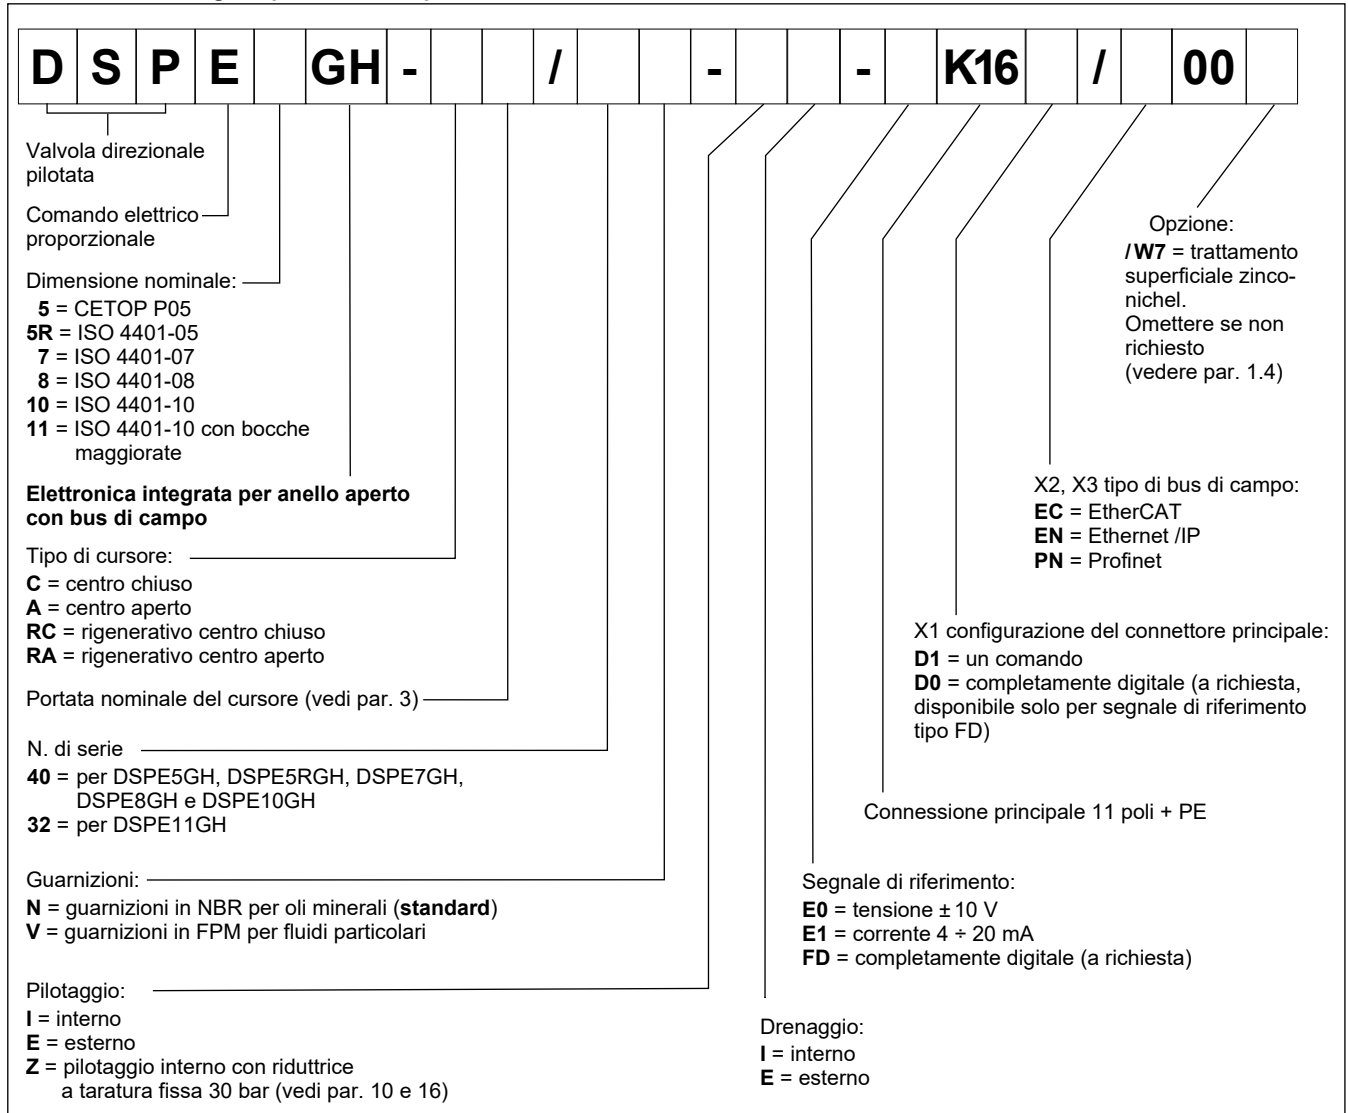 D S P E GH - / - - K16 / 00
Valvola direzionale
pilotata
Comando elettrico
proporzionale
Dimensione nominale:
5 = CETOP P05
5R = ISO 4401-05
7 = ISO 4401-07
8 = ISO 4401-08
10 = ISO 4401-10
11 = ISO 4401-10 con bocche
maggiorate
Elettronica integrata per anello aperto
con bus di campo
Tipo di cursore:
C = centro chiuso
A = centro aperto
RC = rigenerativo centro chiuso
RA = rigenerativo centro aperto
Portata nominale del cursore (vedi par. 3)
N. di serie
40 = per DSPE5GH, DSPE5RGH, DSPE7GH,
DSPE8GH e DSPE10GH
32 = per DSPE11GH
Guarnizioni:
N = guarnizioni in NBR per oli minerali (standard)
V = guarnizioni in FPM per fluidi particolari
Pilotaggio:
I = interno
E = esterno
Z = pilotaggio interno con riduttrice
a taratura fissa 30 bar (vedi par. 10 e 16)
Opzione:
/W7 = trattamento
superficiale zinco-
nichel.
Omettere se non
richiesto
(vedere par. 1.4)
X2, X3 tipo di bus di campo:
EC = EtherCAT
EN = Ethernet /IP
PN = Profinet
X1 configurazione del connettore principale:
D1 = un comando
D0 = completamente digitale (a richiesta,
disponibile solo per segnale di riferimento
tipo FD)
Connessione principale 11 poli + PE
Segnale di riferimento:
E0 = tensione ± 10 V
E1 = corrente 4 ÷ 20 mA
FD = completamente digitale (a richiesta)
Drenaggio:
I = interno
E = esterno